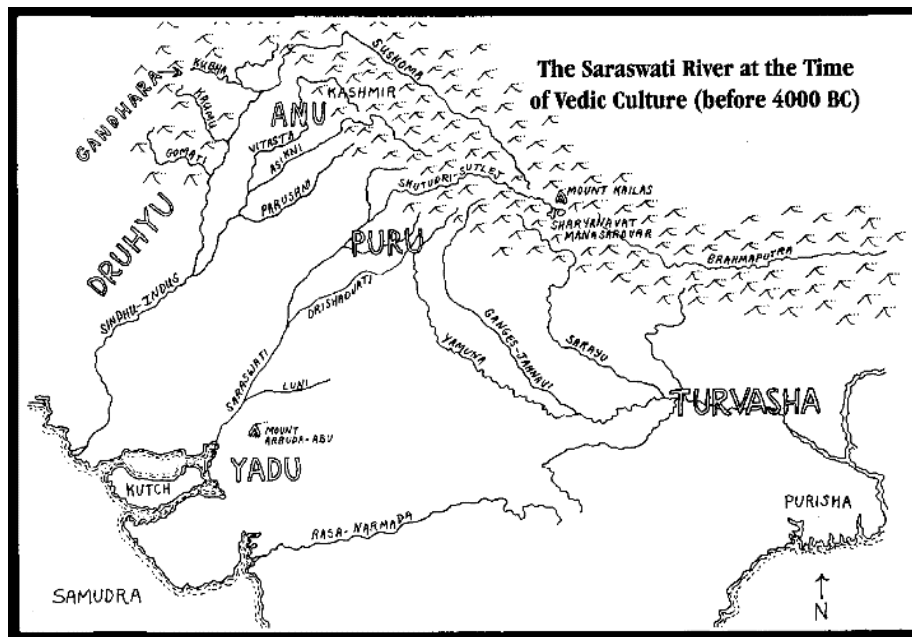 The Saraswati River at the Time
of Vedic Culture (before 4000 BC)
SUSHOMA
GANDHARA
KUBHA
KRUMU
GOMATI
ANU
KASHMIR
VITASTA
ASIKNI
PARUSHNI
SHUTUDRI-SUTLEJ
MOUNT KAILAS
SHARYANAVAT
MANASAROVAR
BRAHMAPUTRA
DRUHYU
PURU
SINDHU-INDUS
DRISHADVATI
SARASWATI
YAMUNA
GANGES-JAHNAVI
SARAYU
LUNI
TURVASHA
MOUNT
ARBUDA-ABU
YADU
KUTCH
PURISHA
RASA-NARMADA
SAMUDRA
N